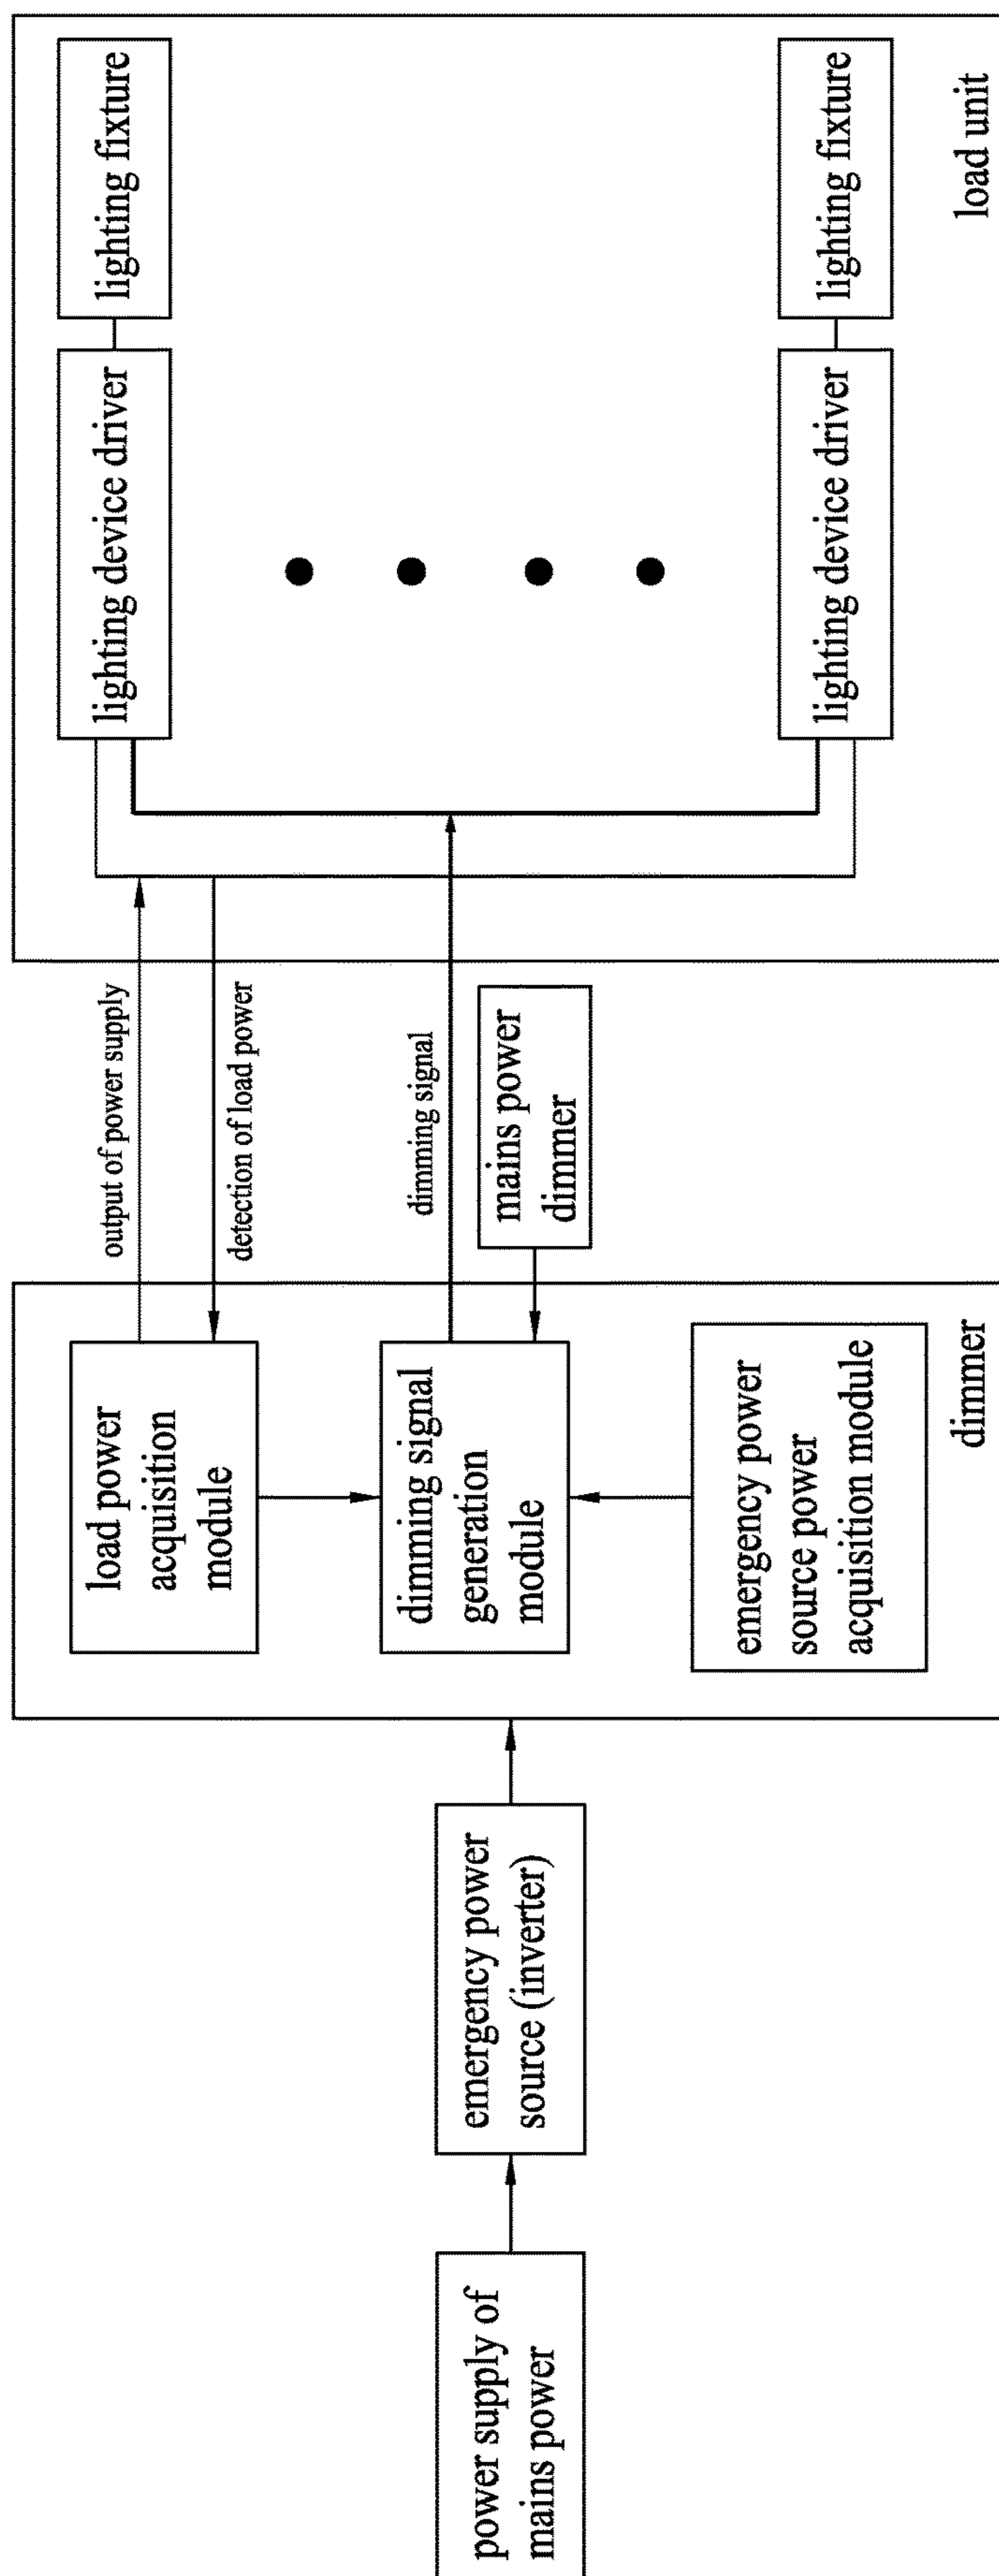 power supply of
mains power
emergency power
source (inverter)
load power
acquisition
module
dimming signal
generation
module
emergency power
source power
acquisition module
dimmer
output of power supply
detection of load power
dimming signal
mains power
dimmer
lighting device driver
lighting fixture
lighting device driver
lighting fixture
load unit